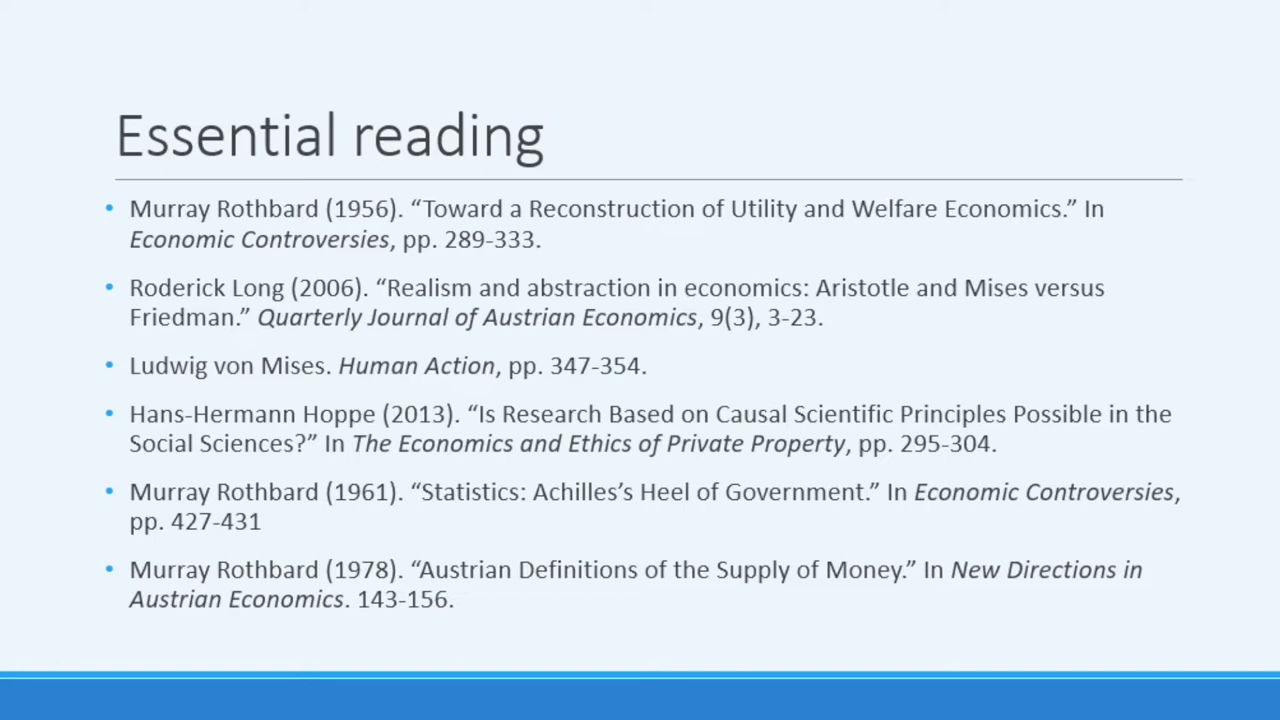 Essential reading
• Murray Rothbard (1956). “Toward a Reconstruction of Utility and Welfare Economics.” In
Economic Controversies, pp. 289-333.
• Roderick Long (2006). “Realism and abstraction in economics: Aristotle and Mises versus
Friedman.” Quarterly Journal of Austrian Economics, 9(3), 3-23.
• Ludwig von Mises. Human Action, pp. 347-354.
• Hans-Hermann Hoppe (2013). “Is Research Based on Causal Scientific Principles Possible in the
Social Sciences?” In The Economics and Ethics of Private Property, pp. 295-304.
• Murray Rothbard (1961). “Statistics: Achilles’s Heel of Government.” In Economic Controversies,
pp. 427-431
• Murray Rothbard (1978). “Austrian Definitions of the Supply of Money.” In New Directions in
Austrian Economics. 143-156.